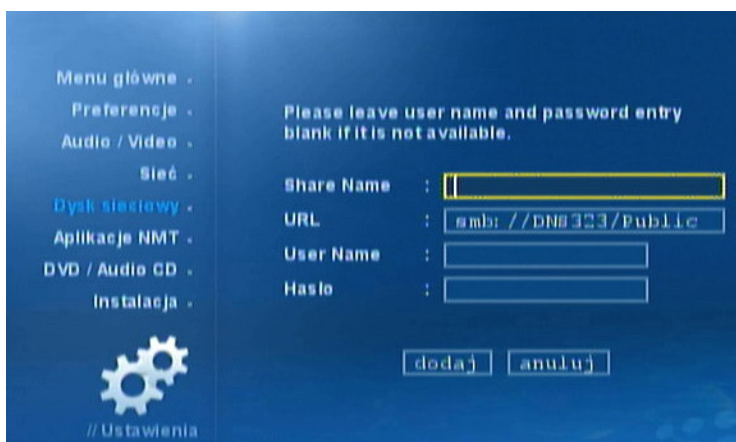 Menu główne
Preferencje
Audio / Video
Sieć
Dysk sieciowy
Aplikacje NMT
DVD / Audio CD
Instalacja
// Ustawienia
Please leave user name and password entry
blank if it is not available.
Share Name :
URL : smb://DNS323/Public
User Name :
Hasło :
dodaj anuluj